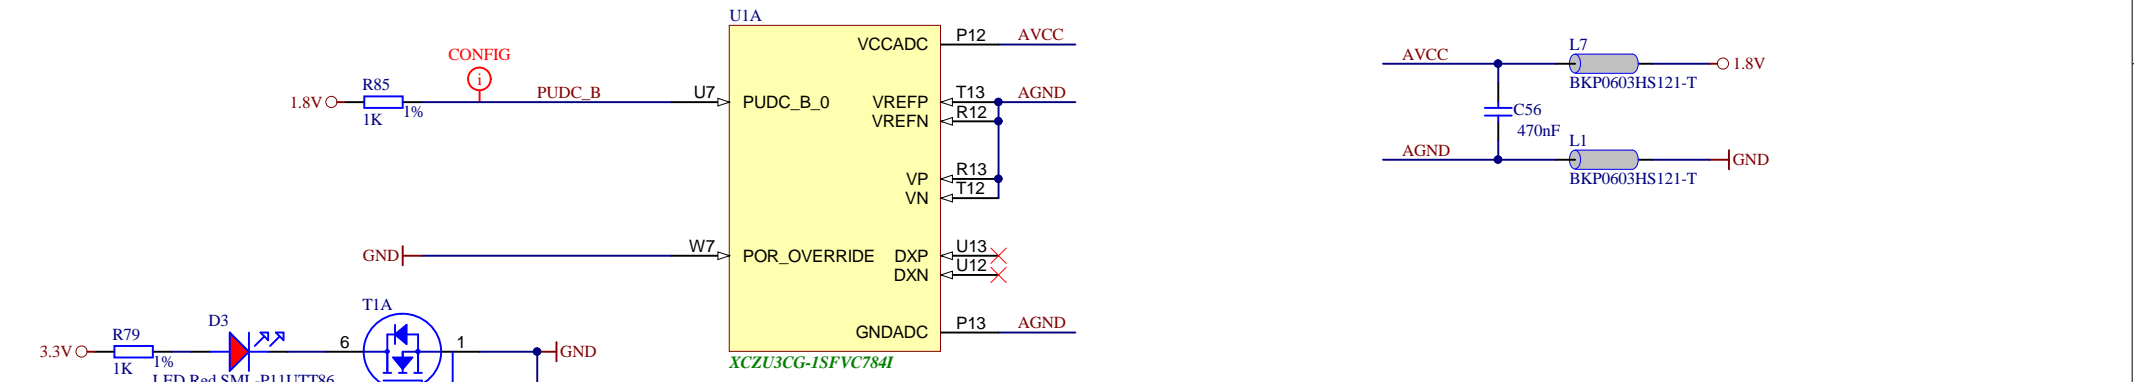 U1A
VCCADC
P12
AVCC
CONFIG
i
R85
1.8V
1%
1K
PUDC_B
U7
PUDC_B_0
VREFP
T13
AGND
VREFN
R12
VP
R13
VN
T12
GND
W7
POR_OVERRIDE
DXP
U13
DXN
U12
GNDADC
P13
AGND
XCZU3CG-1SFVC784I
AVCC
L7
1.8V
BKP0603HS121-T
C56
470nF
AGND
L1
GND
BKP0603HS121-T
T1A
D3
R79
3.3V
1%
1K
6
1
GND
LED Red SML-P11UTT86